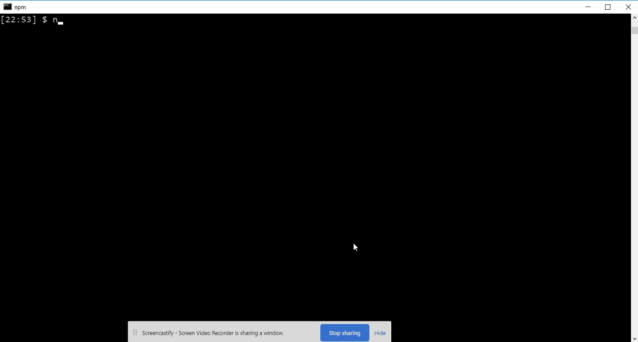 npm
[22:53] $ n
Screencastify - Screen Video Recorder is sharing a window.
Stop sharing
Hide